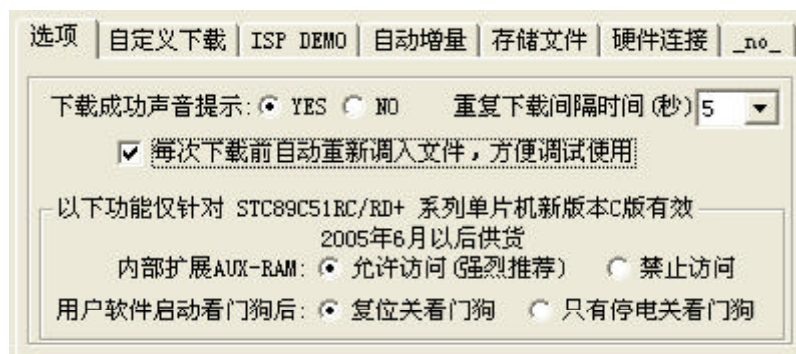 选项 自定义下载 ISP DEMO 自动增量 存储文件 硬件连接 _no_
下载成功声音提示: YES NO 重复下载间隔时间(秒) 5
每次下载前自动重新调入文件，方便调试使用
以下功能仅针对 STC89C51RC/RD+ 系列单片机新版本C版有效
2005年6月以后供货
内部扩展AUX-RAM: 允许访问(强烈推荐) 禁止访问
用户软件启动看门狗后: 复位关看门狗 只有停电关看门狗